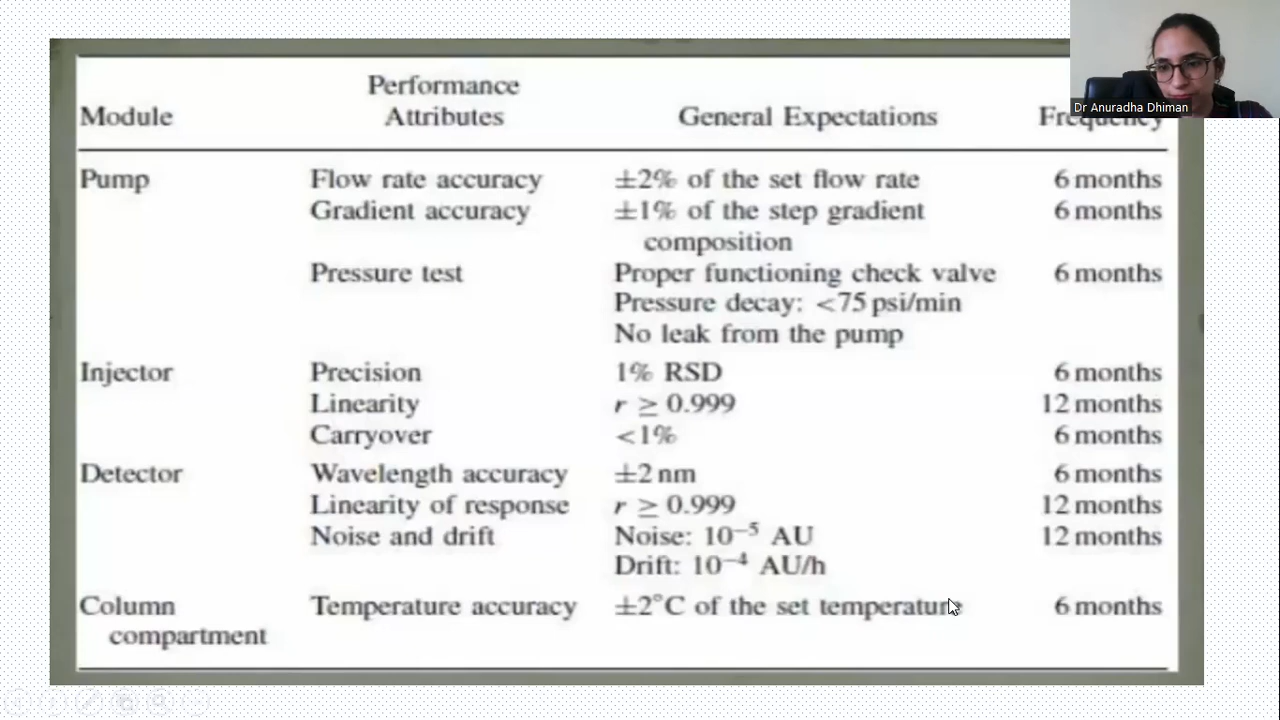 Dr Anuradha Dhiman
Performance
Module Attributes General Expectations Frequency
Pump Flow rate accuracy ±2% of the set flow rate 6 months
Gradient accuracy ±1% of the step gradient 6 months
composition
Pressure test Proper functioning check valve 6 months
Pressure decay: <75 psi/min
No leak from the pump
Injector Precision 1% RSD 6 months
Linearity r ≥ 0.999 12 months
Carryover <1% 6 months
Detector Wavelength accuracy ±2 nm 6 months
Linearity of response r ≥ 0.999 12 months
Noise and drift Noise: 10⁻⁵ AU 12 months
Drift: 10⁻⁴ AU/h
Column Temperature accuracy ±2°C of the set temperature 6 months
compartment